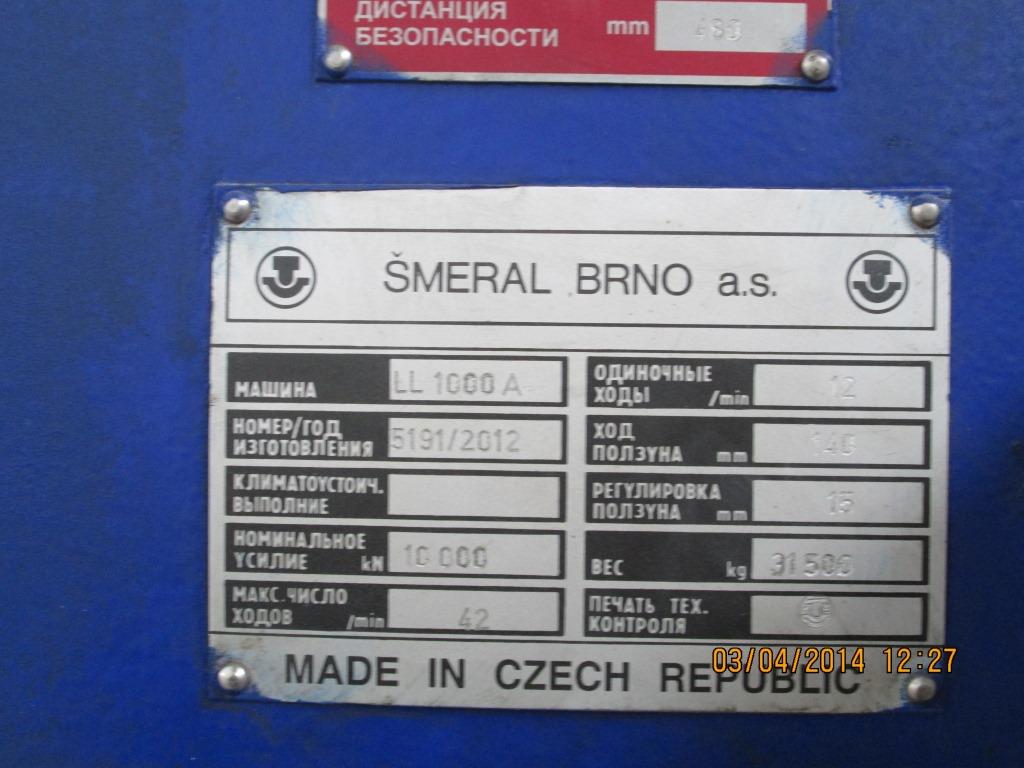 ДИСТАНЦИЯ
БЕЗОПАСНОСТИ mm
ŠMERAL BRNO a.s.
МАШИНА LL 1000 A
НОМЕР/ГОД
ИЗГОТОВЛЕНИЯ 5191/2012
КЛИМАТОУСТОИЧ.
ВЫПОЛНИЕ
НОМИНАЛЬНОЕ
УСИЛИЕ kN 10 000
МАКС.ЧИСЛО
ХОДОВ /min 42
ОДИНОЧНЫЕ
ХОДЫ /min 12
ХОД
ПОЛЗУНА mm 140
РЕГУЛИРОВКА
ПОЛЗУНА mm 15
ВЕС kg 31 500
ПЕЧАТЬ ТЕХ.
КОНТРОЛЯ
MADE IN CZECH REPUBLIC
03/04/2014 12:27